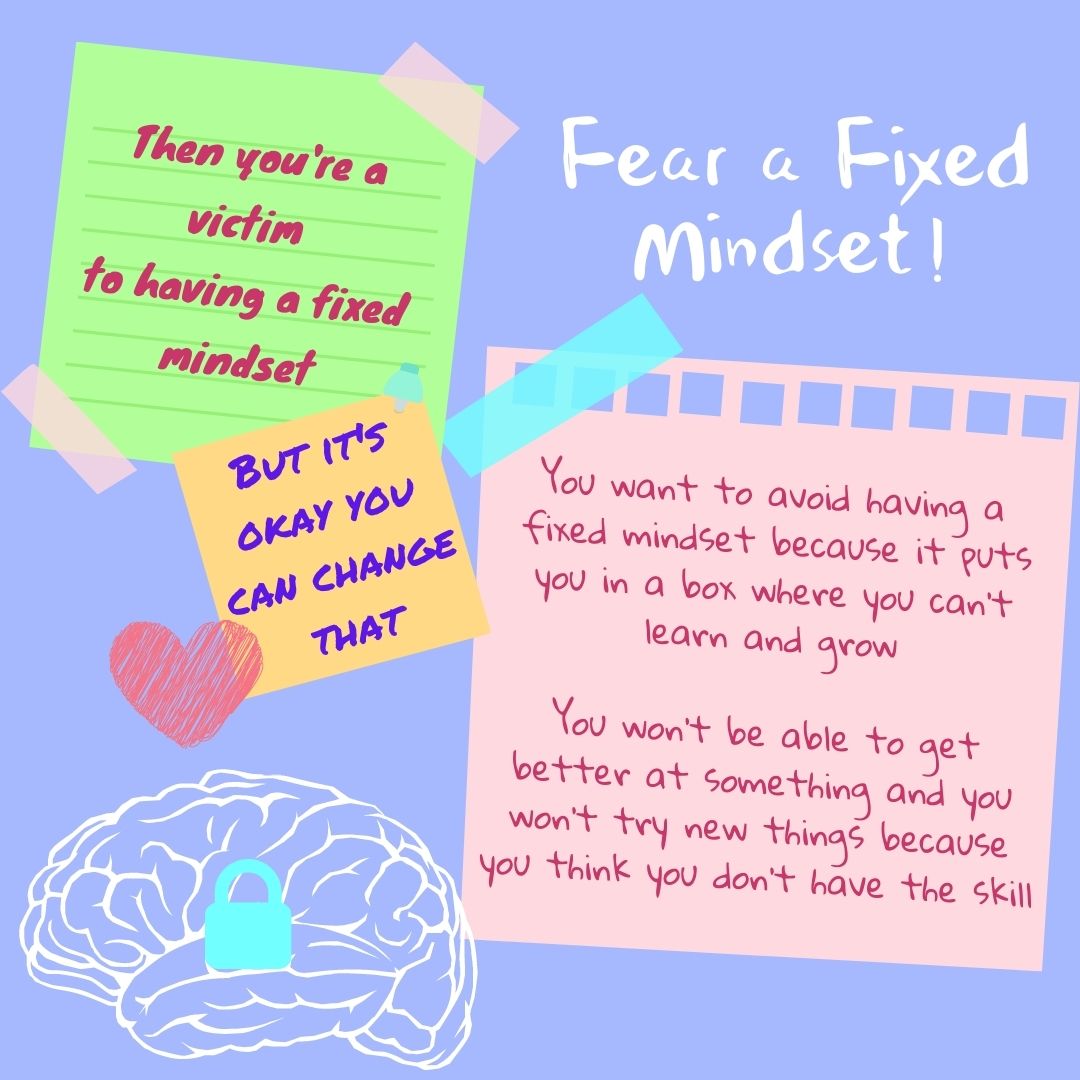 Then you're a
victim
to having a fixed
mindset
Fear a Fixed
Mindset!
But it's
okay you
can change
that
You want to avoid having a
fixed mindset because it puts
you in a box where you can't
learn and grow
You won't be able to get
better at something and you
won't try new things because
you think you don't have the skill